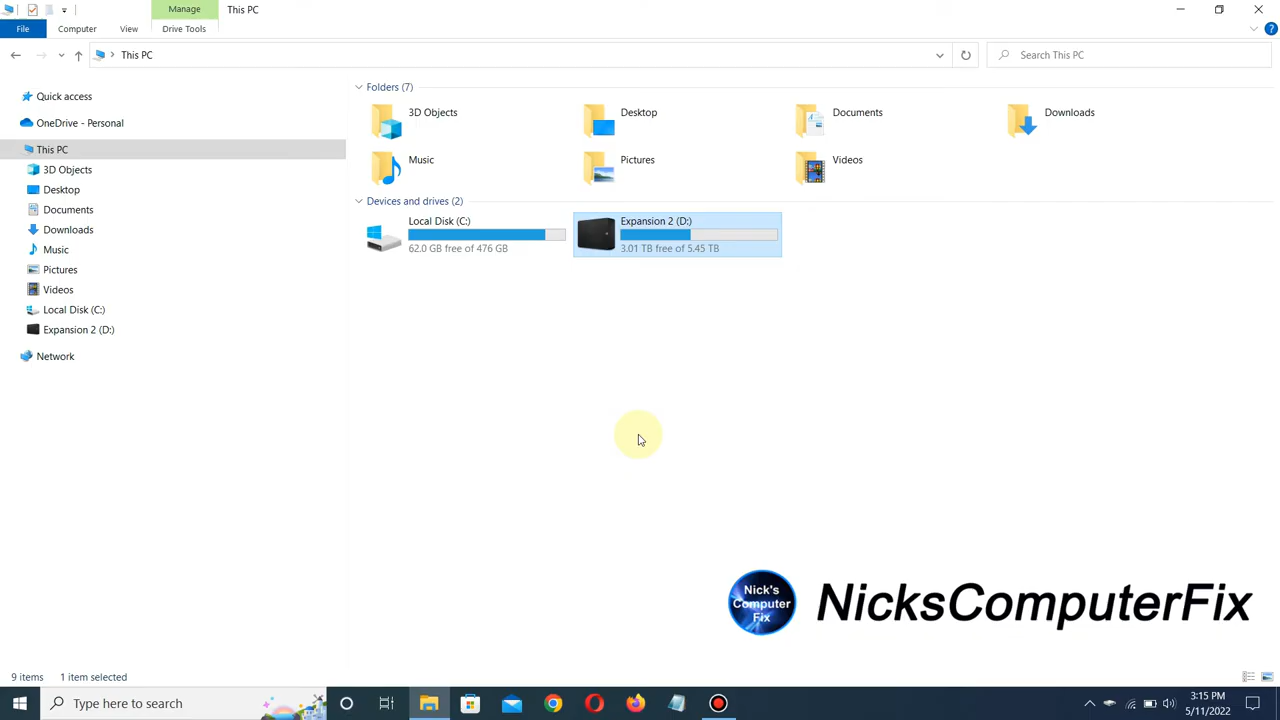 Manage
This PC
File
Computer
View
Drive Tools
This PC
Search This PC
Quick access
OneDrive - Personal
This PC
3D Objects
Desktop
Documents
Downloads
Music
Pictures
Videos
Local Disk (C:)
Expansion 2 (D:)
Network
Folders (7)
3D Objects
Desktop
Documents
Downloads
Music
Pictures
Videos
Devices and drives (2)
Local Disk (C:)
62.0 GB free of 476 GB
Expansion 2 (D:)
3.01 TB free of 5.45 TB
Nick's
Computer
Fix
NicksComputerFix
9 items
1 item selected
Type here to search
3:15 PM
5/11/2022